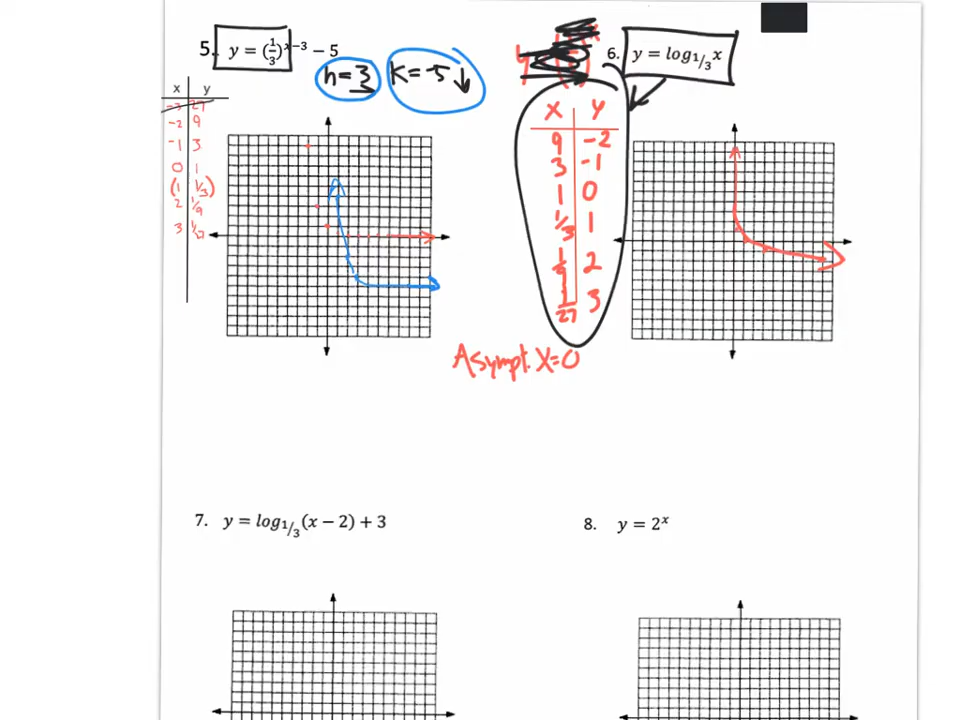 5. y = (1/3)^x−3 − 5
h = 3
K = -5 ↓
x y
-3 27
-2 9
-1 3
0 1
(1 1/3)
2 1/9
3 1/27
6. y = log1/3 x
X Y
9 -2
3 -1
1 0
1/3 1
2
1/27 3
Asympt. X=0
7. y = log1/3(x − 2) + 3
8. y = 2^x